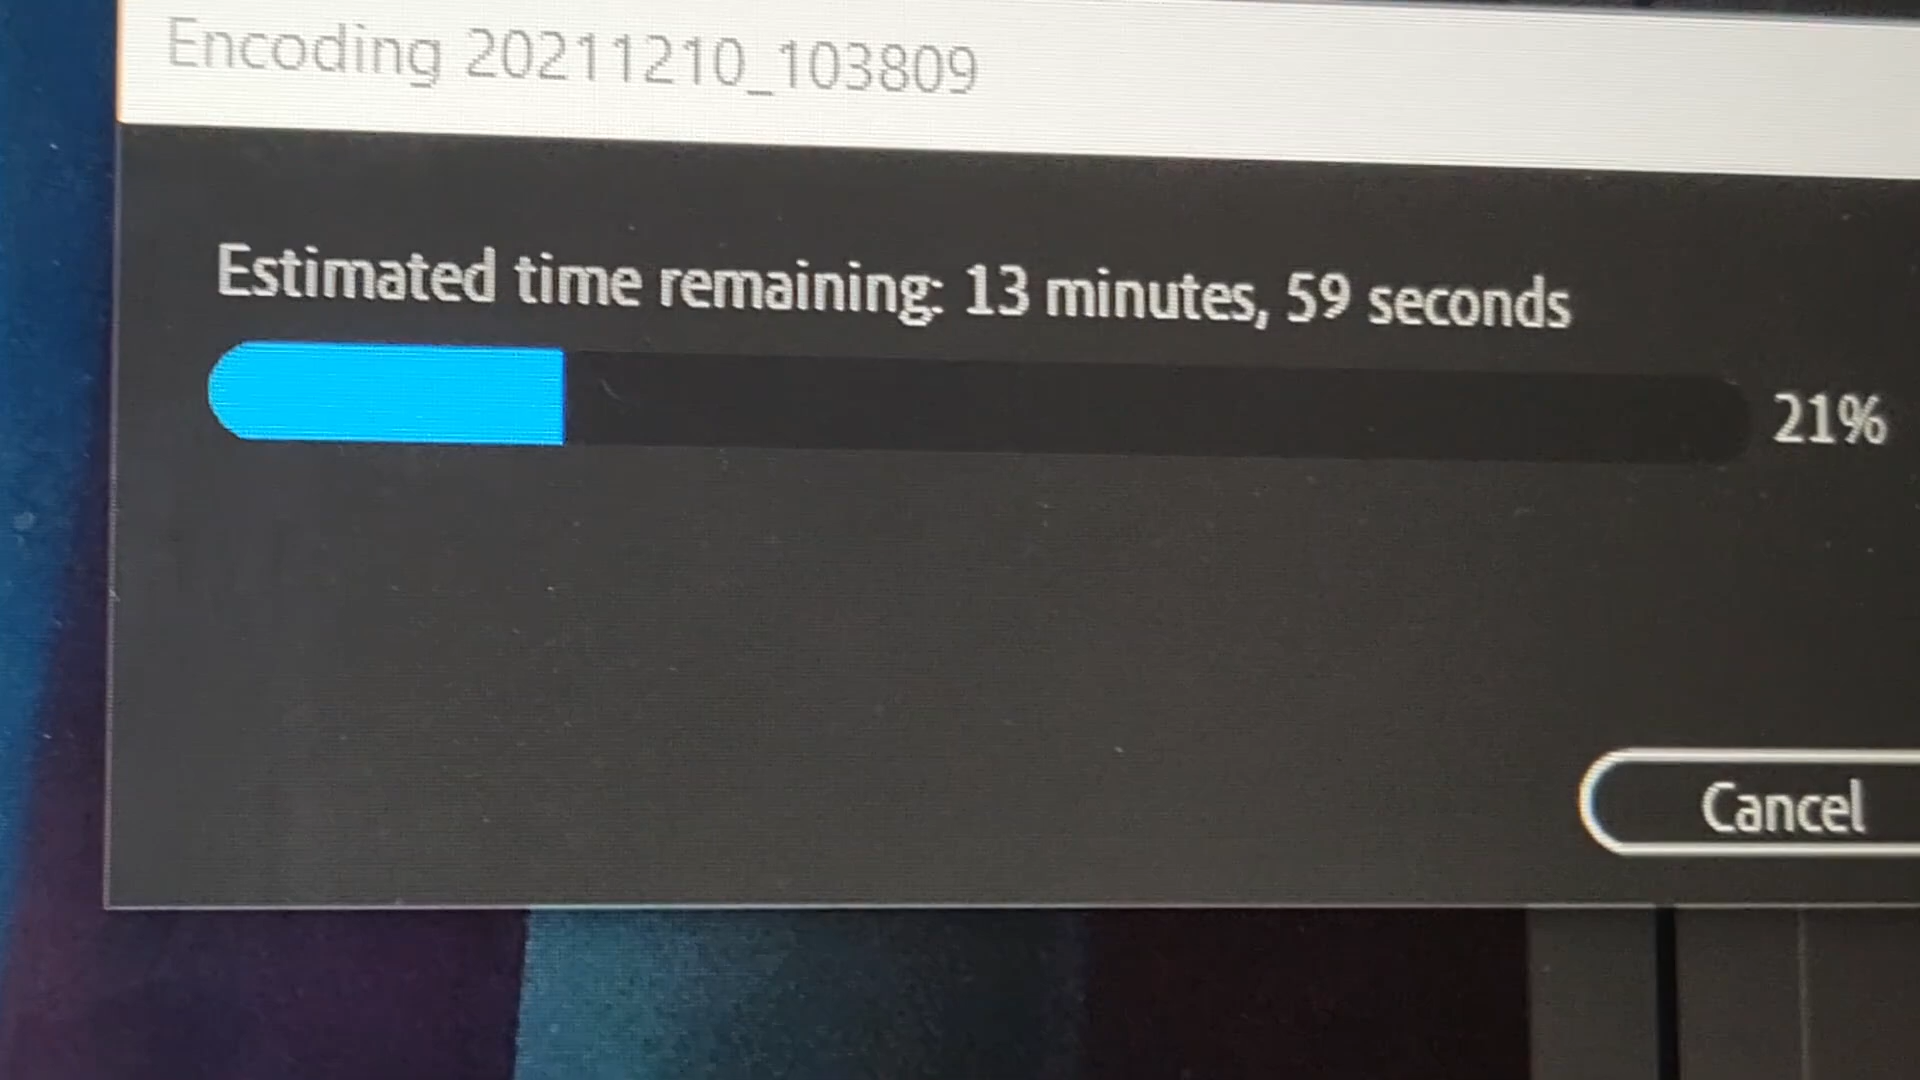 Encoding 20211210_103809
Estimated time remaining: 13 minutes, 59 seconds
21%
Cancel